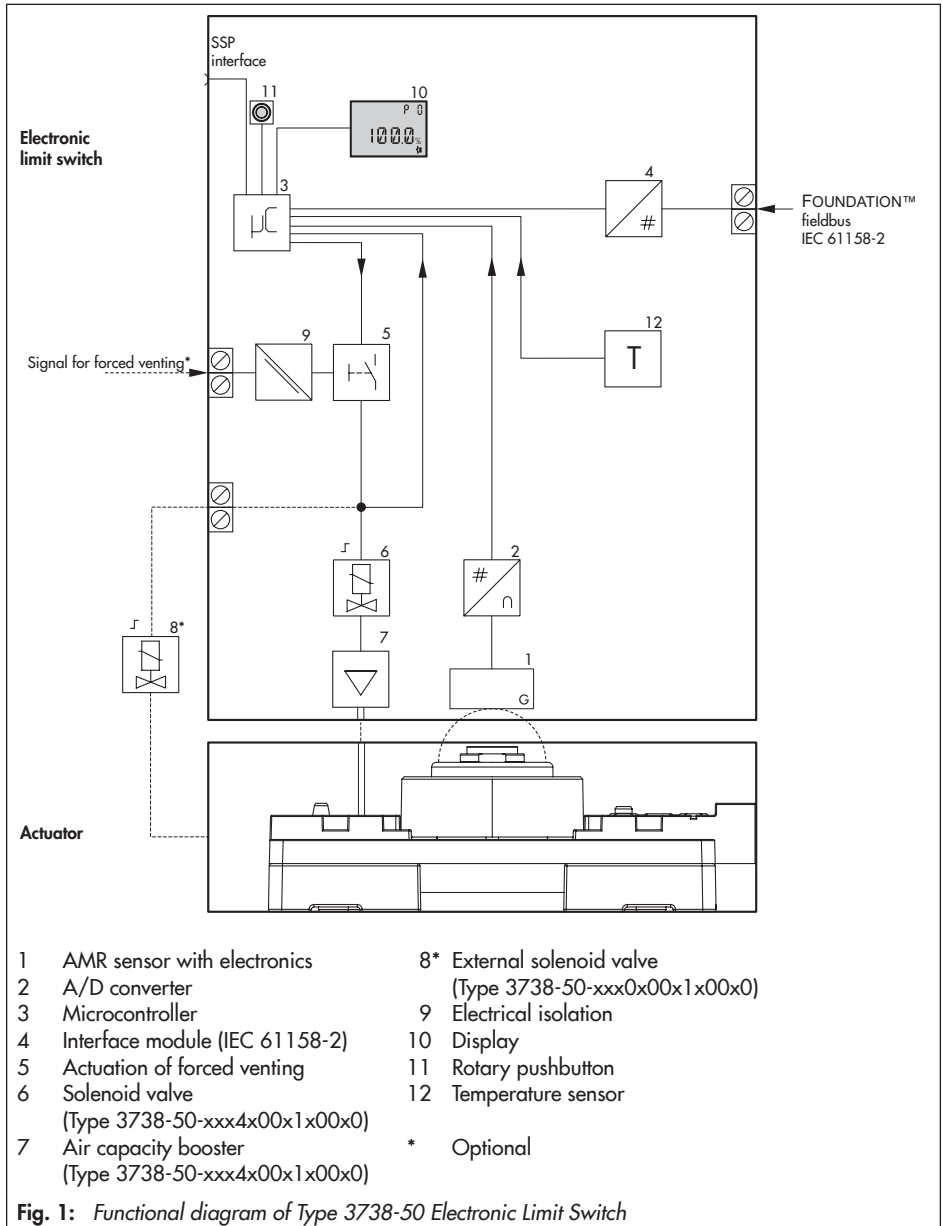 SSP
interface
11
10
P 0
100.0%
Electronic
limit switch
3
µC
4
#
FOUNDATION™
fieldbus
IEC 61158-2
9
5
12
T
Signal for forced venting*
6
2
#
∩
8*
7
1
G
Actuator
1 AMR sensor with electronics
2 A/D converter
3 Microcontroller
4 Interface module (IEC 61158-2)
5 Actuation of forced venting
6 Solenoid valve
(Type 3738-50-xxx4x00x1x00x0)
7 Air capacity booster
(Type 3738-50-xxx4x00x1x00x0)
8* External solenoid valve
(Type 3738-50-xxx0x00x1x00x0)
9 Electrical isolation
10 Display
11 Rotary pushbutton
12 Temperature sensor
* Optional
Fig. 1: Functional diagram of Type 3738-50 Electronic Limit Switch